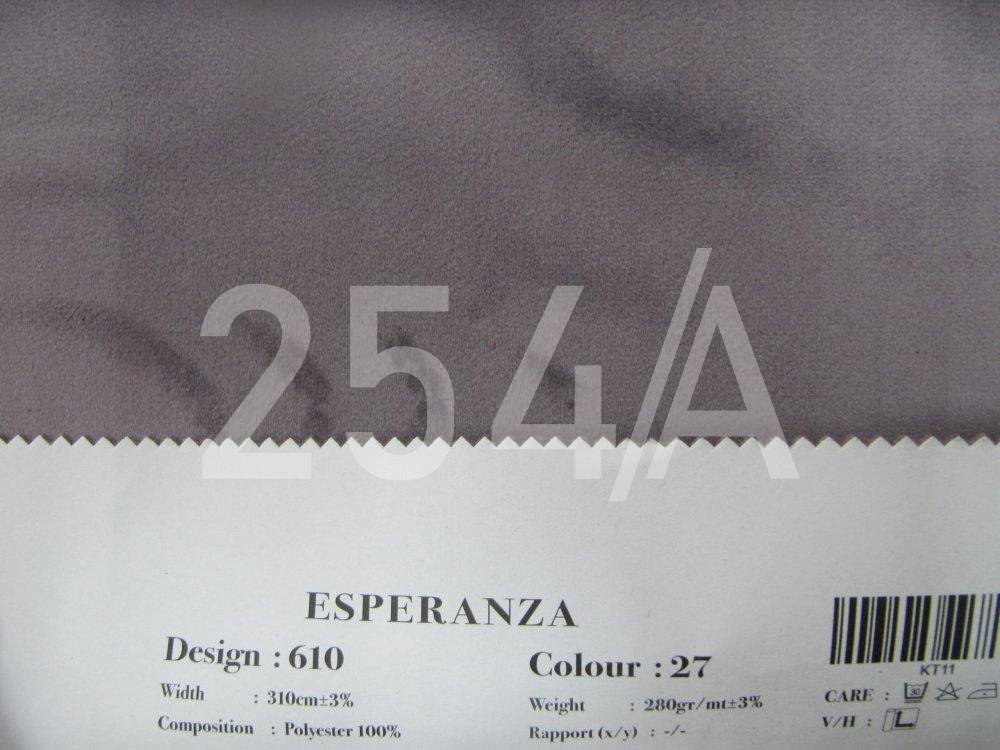 254/A
ESPERANZA
Design : 610
Colour : 27
KT11
Width : 310cm±3%
Weight : 280gr/mt±3%
CARE : 30
Composition : Polyester 100%
Rapport (x/y) : -/-
V/H : L